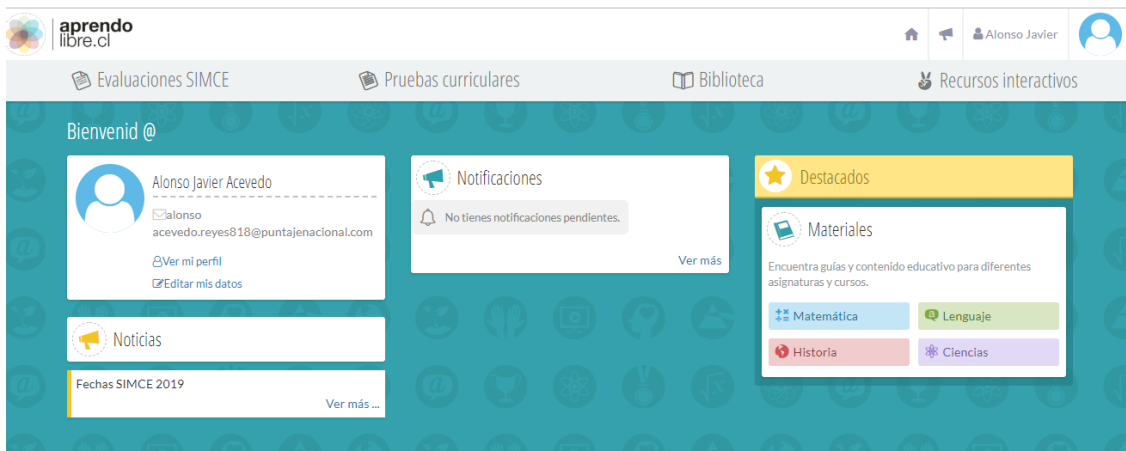 aprendo
libre.cl
Alonso Javier
Evaluaciones SIMCE
Pruebas curriculares
Biblioteca
Recursos interactivos
Bienvenid @
Alonso Javier Acevedo
alonso
acevedo.reyes818@puntajenacional.com
Ver mi perfil
Editar mis datos
Noticias
Fechas SIMCE 2019
Ver más ...
Notificaciones
No tienes notificaciones pendientes.
Ver más
Destacados
Materiales
Encuentra guías y contenido educativo para diferentes
asignaturas y cursos.
Matemática
Lenguaje
Historia
Ciencias